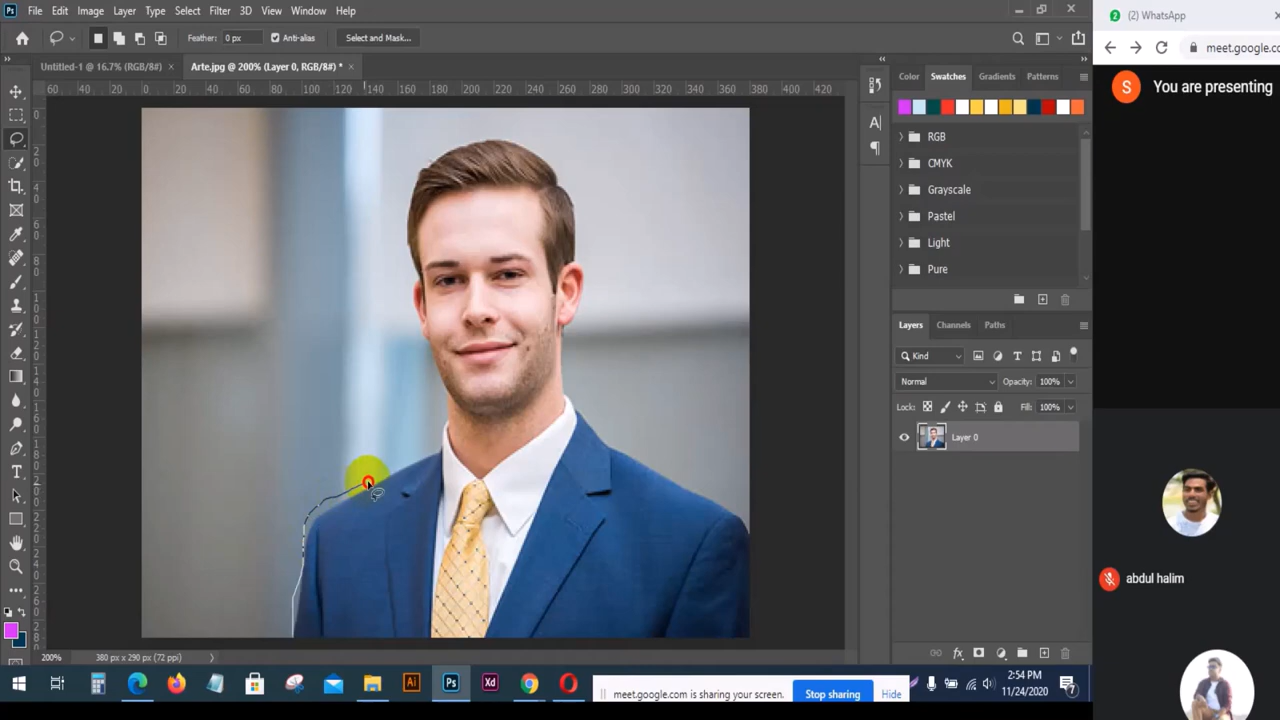 File Edit Image Layer Type Select Filter 3D View Window Help
(2) WhatsApp
Feather: 0 px Anti-alias Select and Mask...
meet.google.co
Untitled-1 @ 16.7% (RGB/8#) × Arte.jpg @ 200% (Layer 0, RGB/8#) * ×
Color Swatches Gradients Patterns
60 40 20 0 20 40 60 80 100 120 140 160 180 200 220 240 260 280 300 320 340 360 380 400 420
S You are presenting
RGB
CMYK
Grayscale
Pastel
Light
Pure
Layers Channels Paths
Kind
Normal Opacity: 100%
Lock: Fill: 100%
Layer 0
abdul halim
200% 380 px x 290 px (72 ppi)
meet.google.com is sharing your screen. Stop sharing Hide
2:54 PM
11/24/2020
7